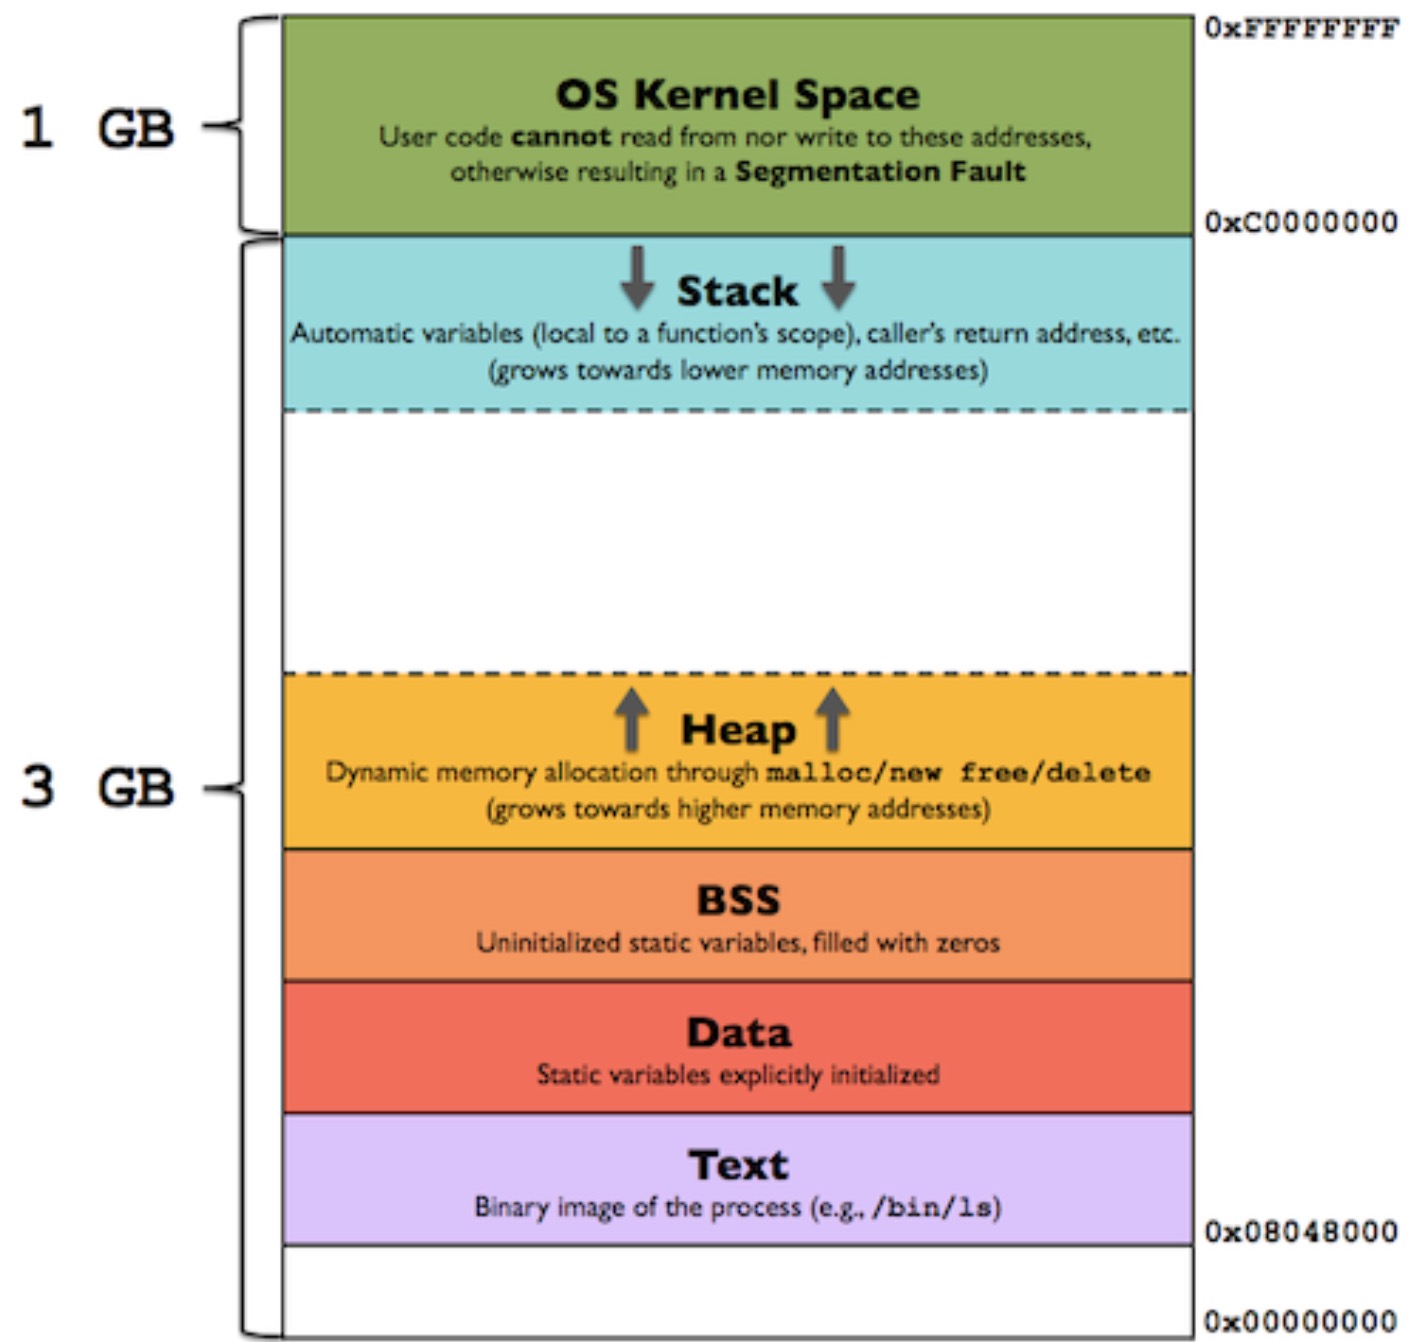 0xFFFFFFFF
OS Kernel Space
1 GB
User code cannot read from nor write to these addresses,
otherwise resulting in a Segmentation Fault
0xC0000000
Stack
Automatic variables (local to a function's scope), caller's return address, etc.
(grows towards lower memory addresses)
Heap
3 GB
Dynamic memory allocation through malloc/new free/delete
(grows towards higher memory addresses)
BSS
Uninitialized static variables, filled with zeros
Data
Static variables explicitly initialized
Text
Binary image of the process (e.g., /bin/ls)
0x08048000
0x00000000